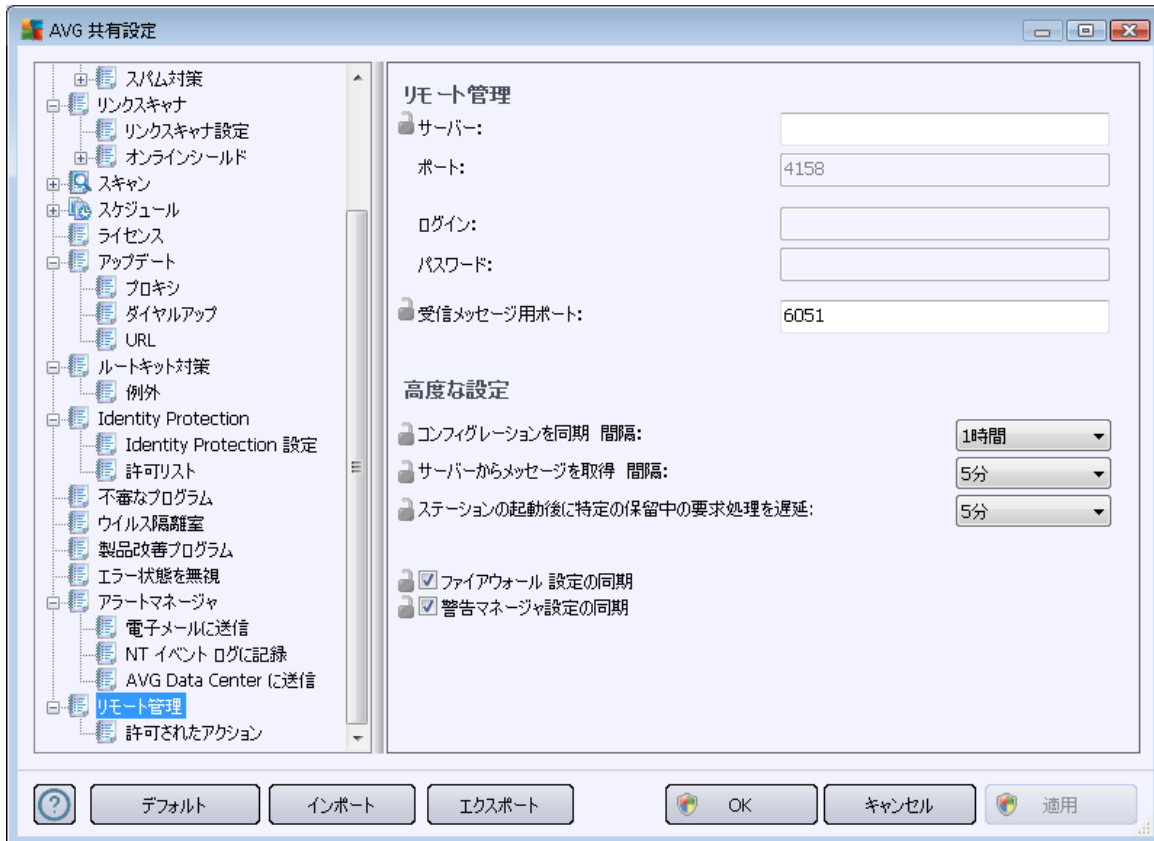 AVG 共有設定
スパム対策
リンクスキャナ
リンクスキャナ設定
オンラインシールド
スキャン
スケジュール
ライセンス
アップデート
プロキシ
ダイヤルアップ
URL
ルートキット対策
例外
Identity Protection
Identity Protection 設定
許可リスト
不審なプログラム
ウイルス隔離室
製品改善プログラム
エラー状態を無視
アラートマネージャ
電子メールに送信
NT イベント ログに記録
AVG Data Center に送信
リモート管理
許可されたアクション
リモート管理
サーバー:
ポート: 4158
ログイン:
パスワード:
受信メッセージ用ポート: 6051
高度な設定
コンフィグレーションを同期 間隔: 1時間
サーバーからメッセージを取得 間隔: 5分
ステーションの起動後に特定の保留中の要求処理を遅延: 5分
ファイアウォール 設定の同期
警告マネージャ設定の同期
デフォルト インポート エクスポート OK キャンセル 適用